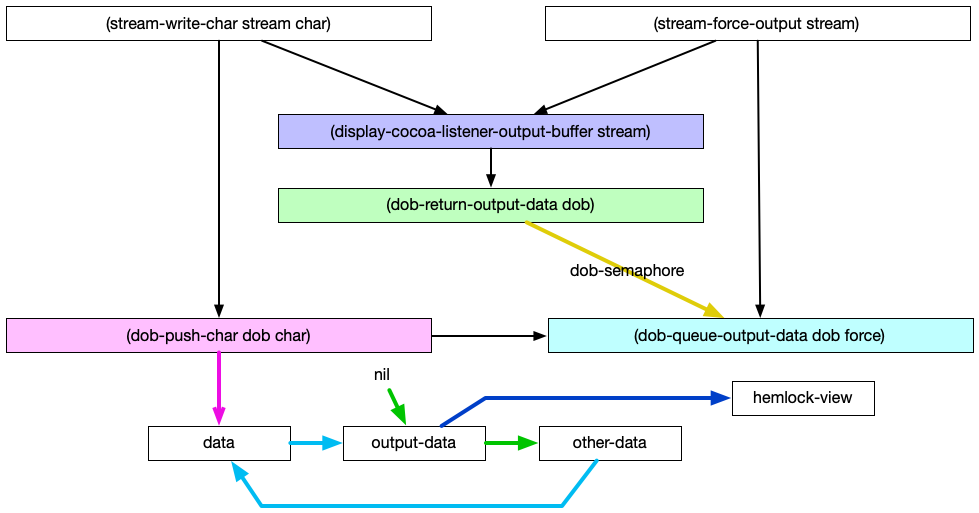 (stream-write-char stream char)
(stream-force-output stream)
(display-cocoa-listener-output-buffer stream)
(dob-return-output-data dob)
dob-semaphore
(dob-push-char dob char)
(dob-queue-output-data dob force)
nil
hemlock-view
data
output-data
other-data